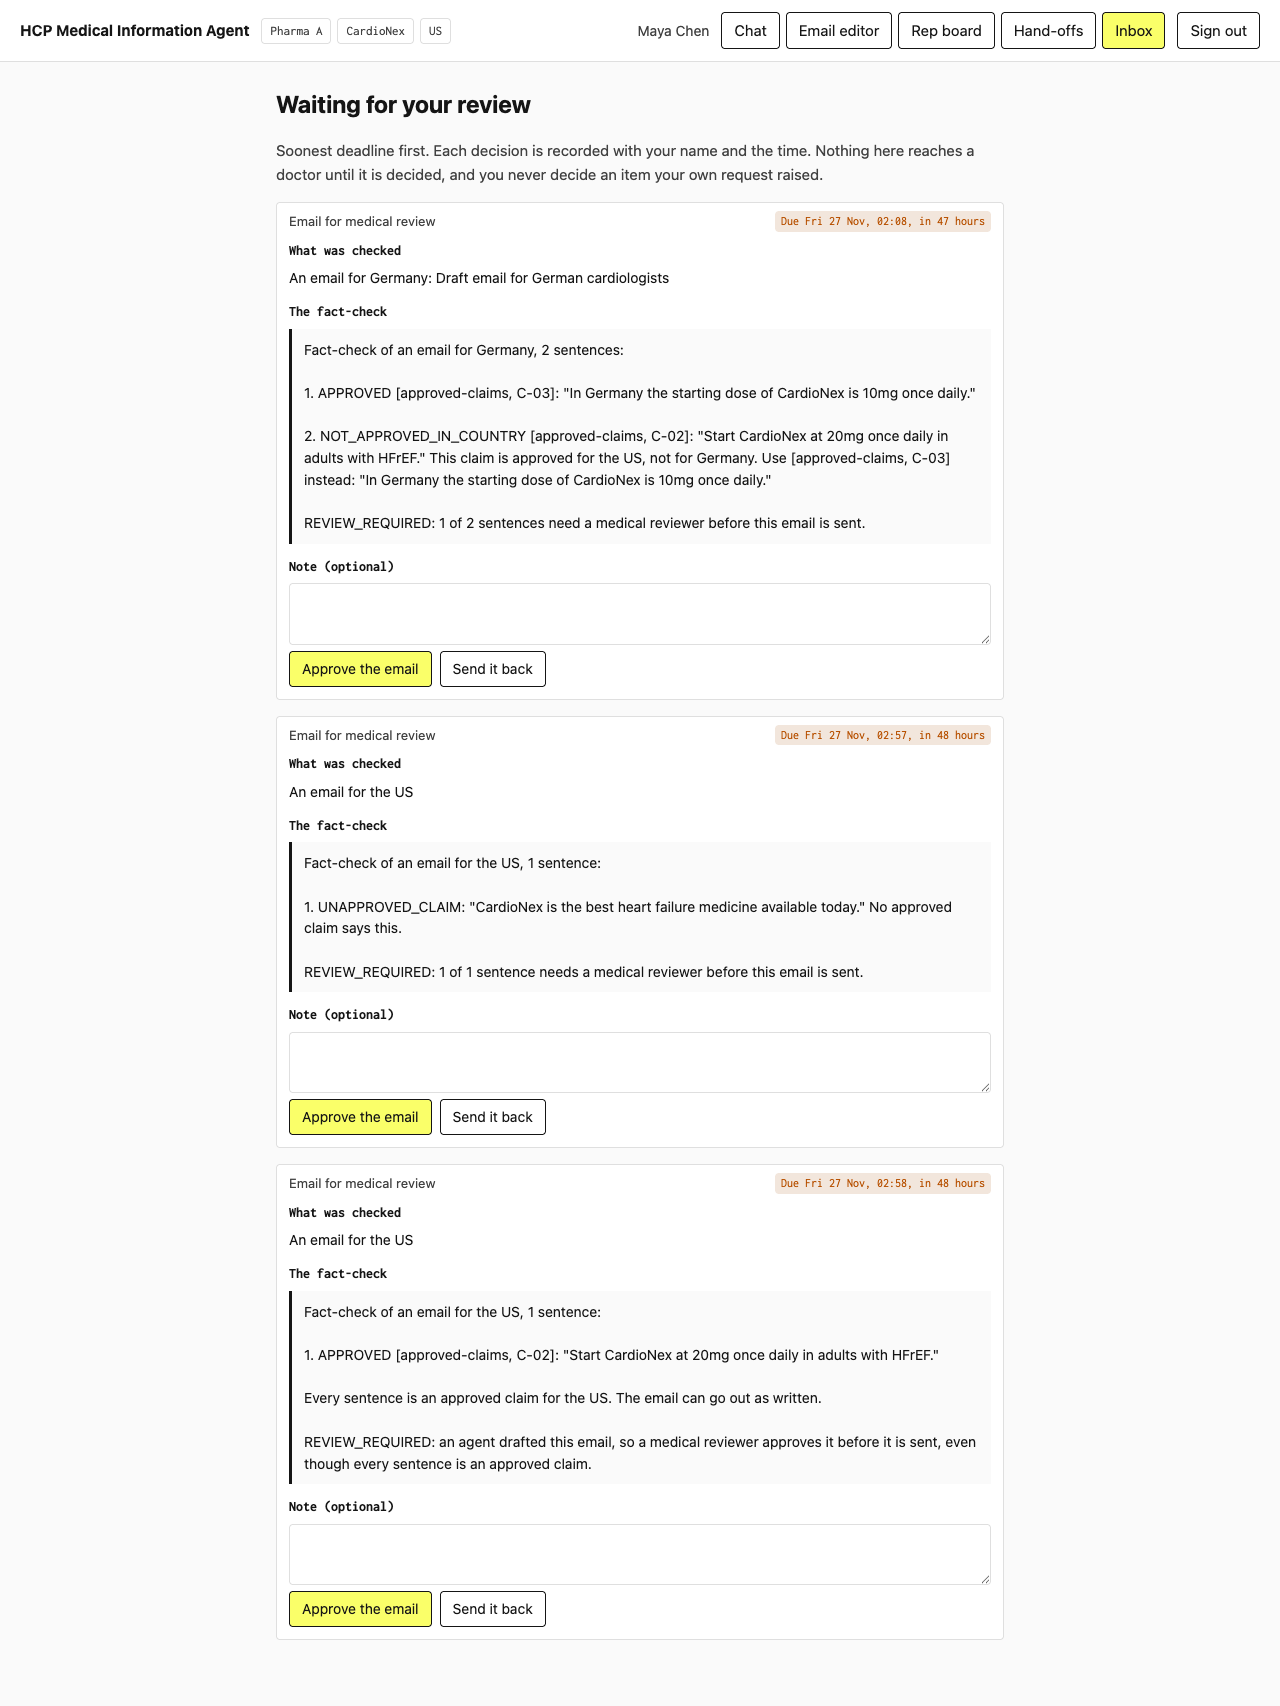 HCP Medical Information Agent
Pharma A
CardioNex
US
Maya Chen
Chat
Email editor
Rep board
Hand-offs
Inbox
Sign out
Waiting for your review
Soonest deadline first. Each decision is recorded with your name and the time. Nothing here reaches a
doctor until it is decided, and you never decide an item your own request raised.
Email for medical review
Due Fri 27 Nov, 02:08, in 47 hours
What was checked
An email for Germany: Draft email for German cardiologists
The fact-check
Fact-check of an email for Germany, 2 sentences:
1. APPROVED [approved-claims, C-03]: "In Germany the starting dose of CardioNex is 10mg once daily."
2. NOT_APPROVED_IN_COUNTRY [approved-claims, C-02]: "Start CardioNex at 20mg once daily in
adults with HFrEF." This claim is approved for the US, not for Germany. Use [approved-claims, C-03]
instead: "In Germany the starting dose of CardioNex is 10mg once daily."
REVIEW_REQUIRED: 1 of 2 sentences need a medical reviewer before this email is sent.
Note (optional)
Approve the email
Send it back
Email for medical review
Due Fri 27 Nov, 02:57, in 48 hours
What was checked
An email for the US
The fact-check
Fact-check of an email for the US, 1 sentence:
1. UNAPPROVED_CLAIM: "CardioNex is the best heart failure medicine available today." No approved
claim says this.
REVIEW_REQUIRED: 1 of 1 sentence needs a medical reviewer before this email is sent.
Note (optional)
Approve the email
Send it back
Email for medical review
Due Fri 27 Nov, 02:58, in 48 hours
What was checked
An email for the US
The fact-check
Fact-check of an email for the US, 1 sentence:
1. APPROVED [approved-claims, C-02]: "Start CardioNex at 20mg once daily in adults with HFrEF."
Every sentence is an approved claim for the US. The email can go out as written.
REVIEW_REQUIRED: an agent drafted this email, so a medical reviewer approves it before it is sent, even
though every sentence is an approved claim.
Note (optional)
Approve the email
Send it back